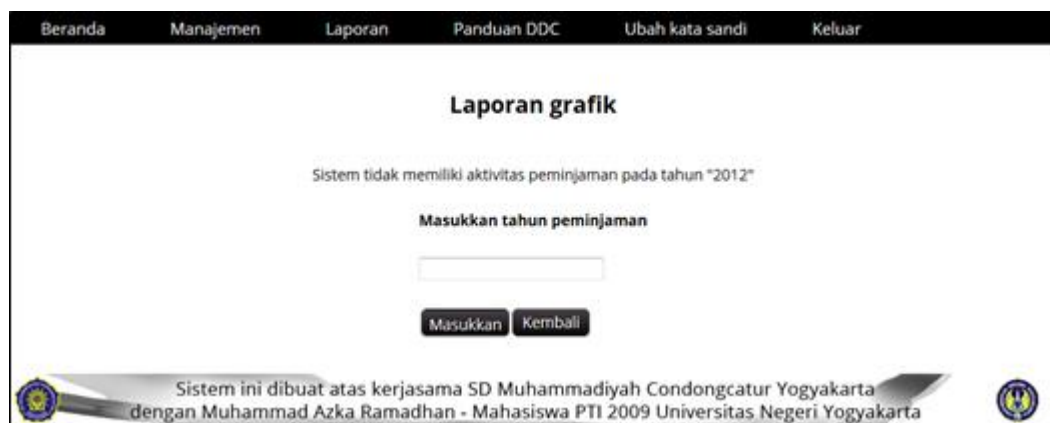 Beranda Manajemen Laporan Panduan DDC Ubah kata sandi Keluar
Laporan grafik
Sistem tidak memiliki aktivitas peminjaman pada tahun "2012"
Masukkan tahun peminjaman
Masukkan Kembali
Sistem ini dibuat atas kerjasama SD Muhammadiyah Condongcatur Yogyakarta
dengan Muhammad Azka Ramadhan - Mahasiswa PTI 2009 Universitas Negeri Yogyakarta